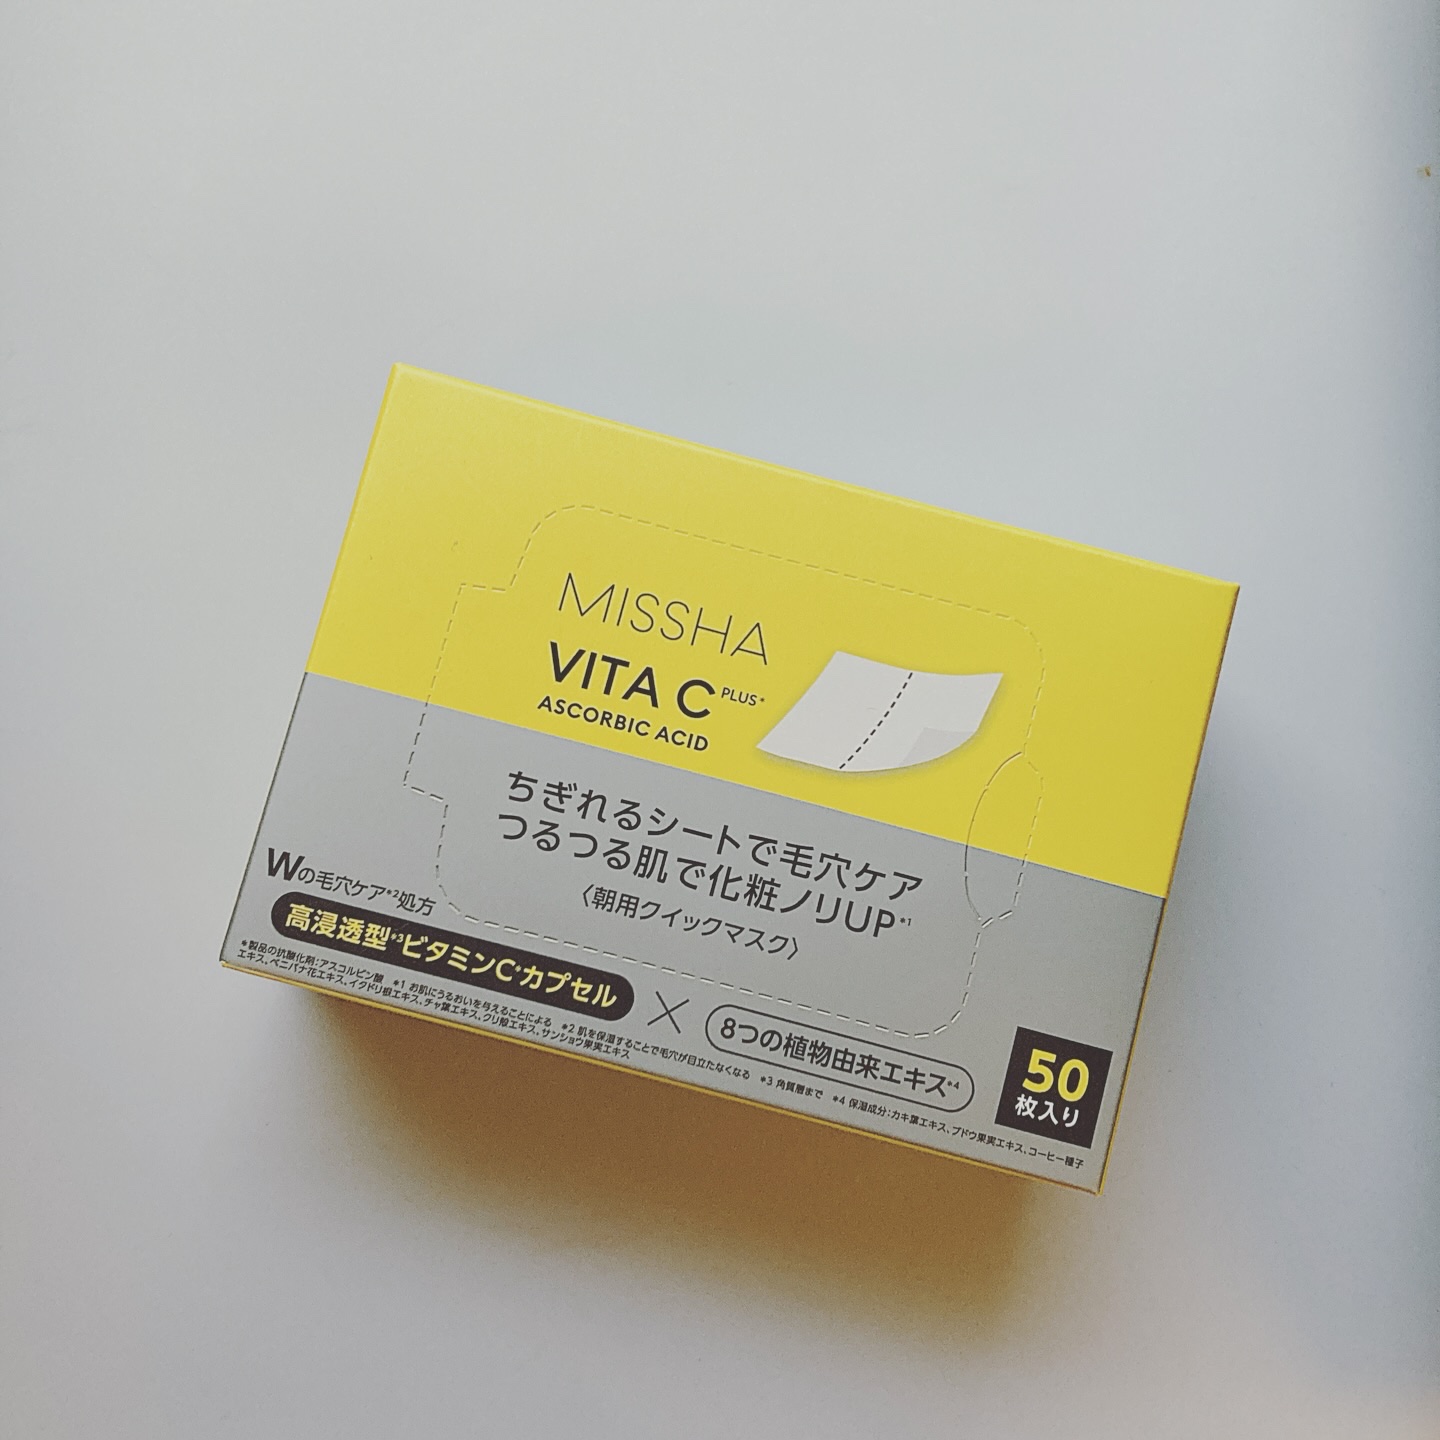 MISSHA
VITA C PLUS*
ASCORBIC ACID
ちぎれるシートで毛穴ケア
つるつる肌で化粧ノリUP*1
〈朝用クイックマスク〉
Wの毛穴ケア*2処方
高浸透型*3ビタミンC*カプセル
×
8つの植物由来エキス*4
50
枚入り
*製品の抗酸化剤:アスコルビン酸 *1 お肌にうるおいを与えることによる *2 肌を保湿することで毛穴が目立たなくなる *3 角質層まで *4 保湿成分:カキ葉エキス、ブドウ果実エキス、コーヒー種子
エキス、ベニバナ花エキス、イタドリ根エキス、チャ葉エキス、クリ殻エキス、サンショウ果実エキス